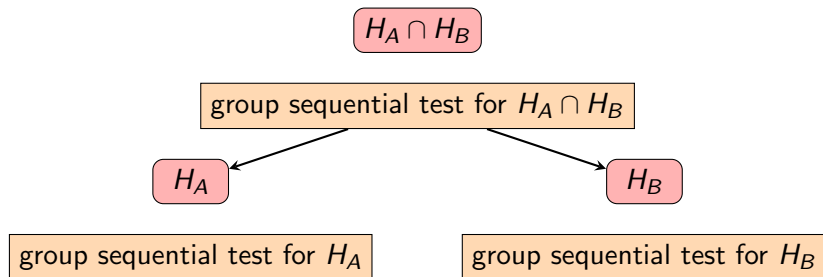 H_A ∩ H_B
group sequential test for H_A ∩ H_B
H_A H_B
group sequential test for H_A group sequential test for H_B